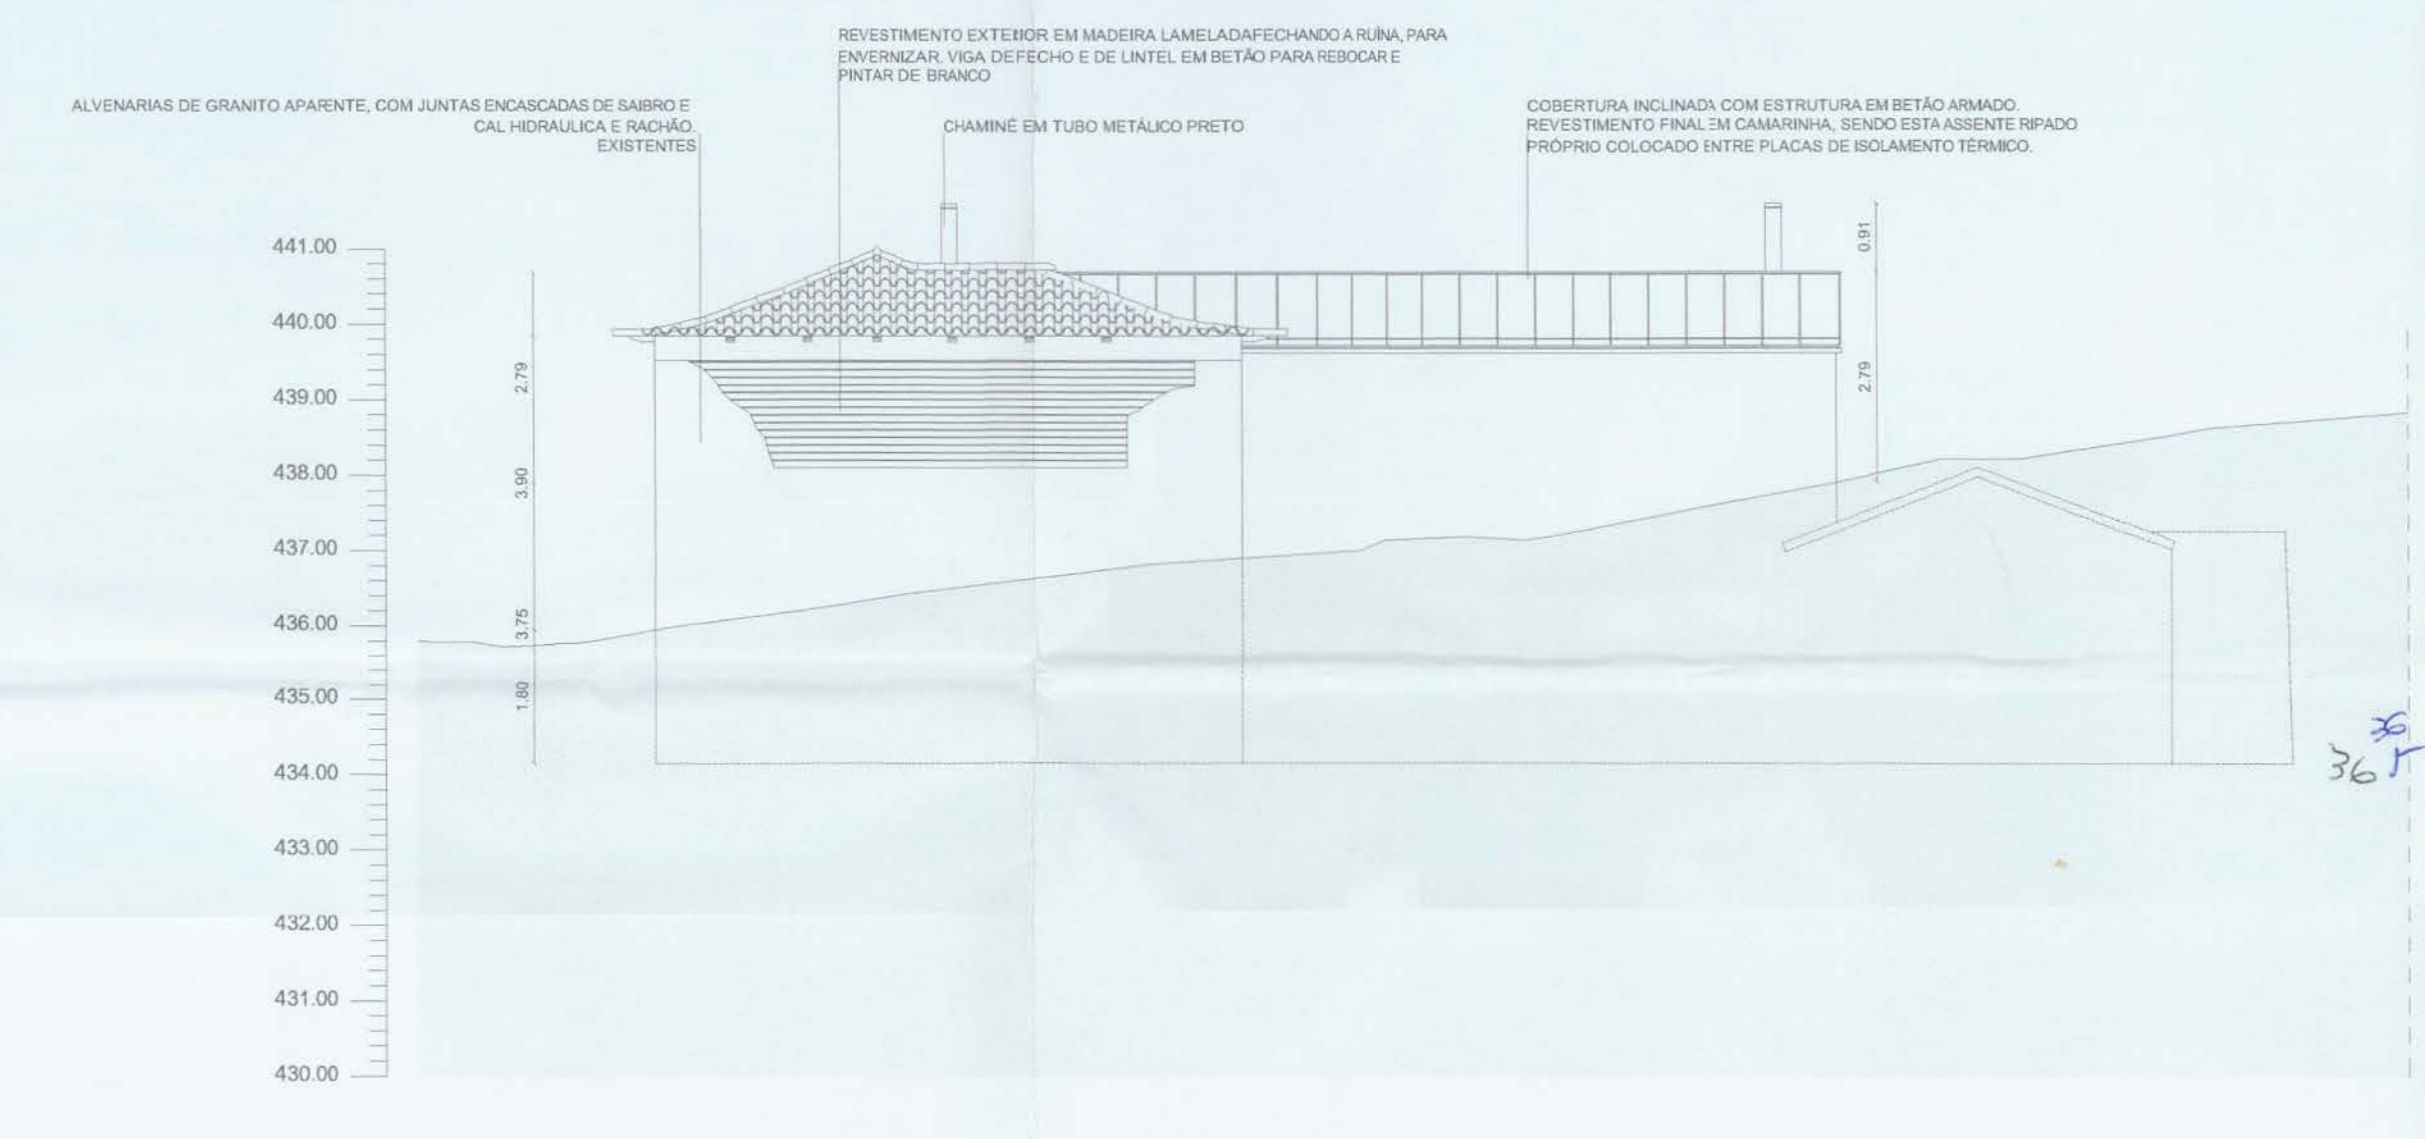 REVESTIMENTO EXTERIOR EM MADEIRA LAMELADAFECHANDO A RUÍNA, PARA
ENVERNIZAR. VIGA DEFECHO E DE LINTEL EM BETÃO PARA REBOCAR E
PINTAR DE BRANCO
ALVENARIAS DE GRANITO APARENTE, COM JUNTAS ENCASCADAS DE SAIBRO E
CAL HIDRAULICA E RACHÃO.
EXISTENTES
CHAMINÉ EM TUBO METÁLICO PRETO
COBERTURA INCLINADA COM ESTRUTURA EM BETÃO ARMADO.
REVESTIMENTO FINAL EM CAMARINHA, SENDO ESTA ASSENTE RIPADO
PRÓPRIO COLOCADO ENTRE PLACAS DE ISOLAMENTO TÉRMICO.
441.00
440.00
439.00
438.00
437.00
436.00
435.00
434.00
433.00
432.00
431.00
430.00
2.79
3.90
3.75
1.80
0.91
2.79
36
36